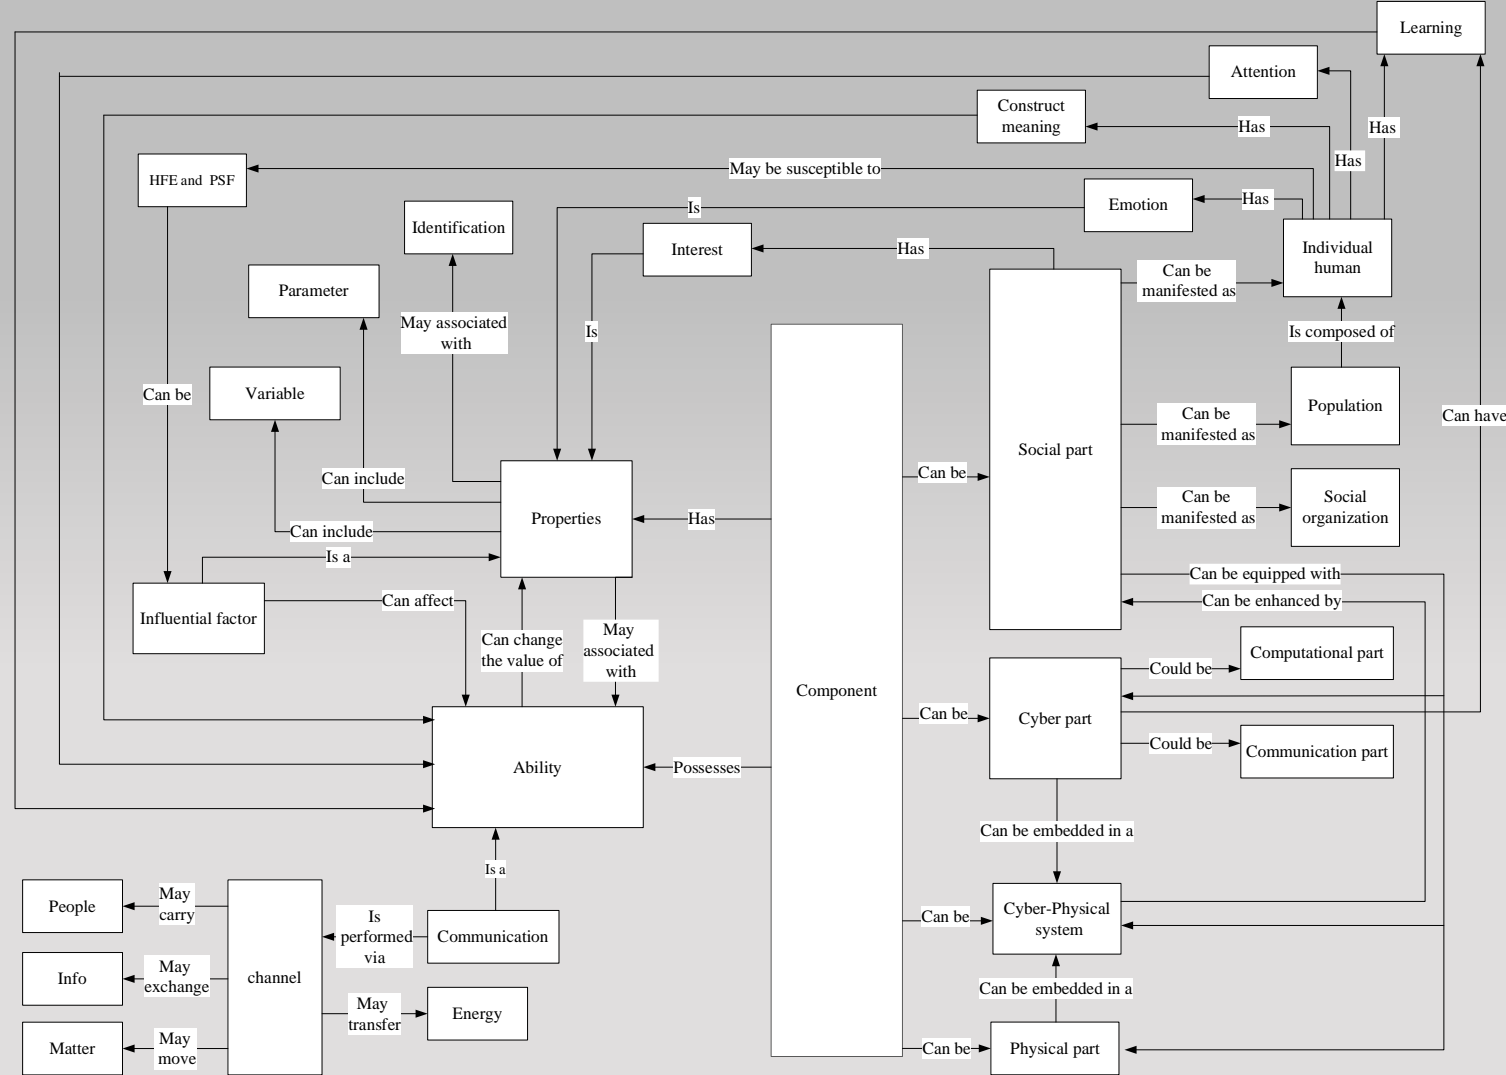 Learning
Attention
Construct
meaning
Has
Has
Has
HFE and PSF
May be susceptible to
Emotion
Has
Is
Identification
Interest
Has
Individual
human
Can be
manifested as
Parameter
May associated
with
Is
Is composed of
Variable
Can be
Population
Can be
manifested as
Can have
Social part
Can be
Can include
Can include
Properties
Has
Social
organization
Can be
manifested as
Is a
Can be equipped with
Can be enhanced by
Influential factor
Can affect
Can change
the value of
May
associated
with
Component
Computational part
Could be
Cyber part
Can be
Could be
Communication part
Ability
Possesses
Can be embedded in a
Is a
People
May
carry
Is
performed
via
Communication
Can be
Cyber-Physical
system
Info
May
exchange
channel
Can be embedded in a
May
transfer
Energy
Matter
May
move
Can be
Physical part